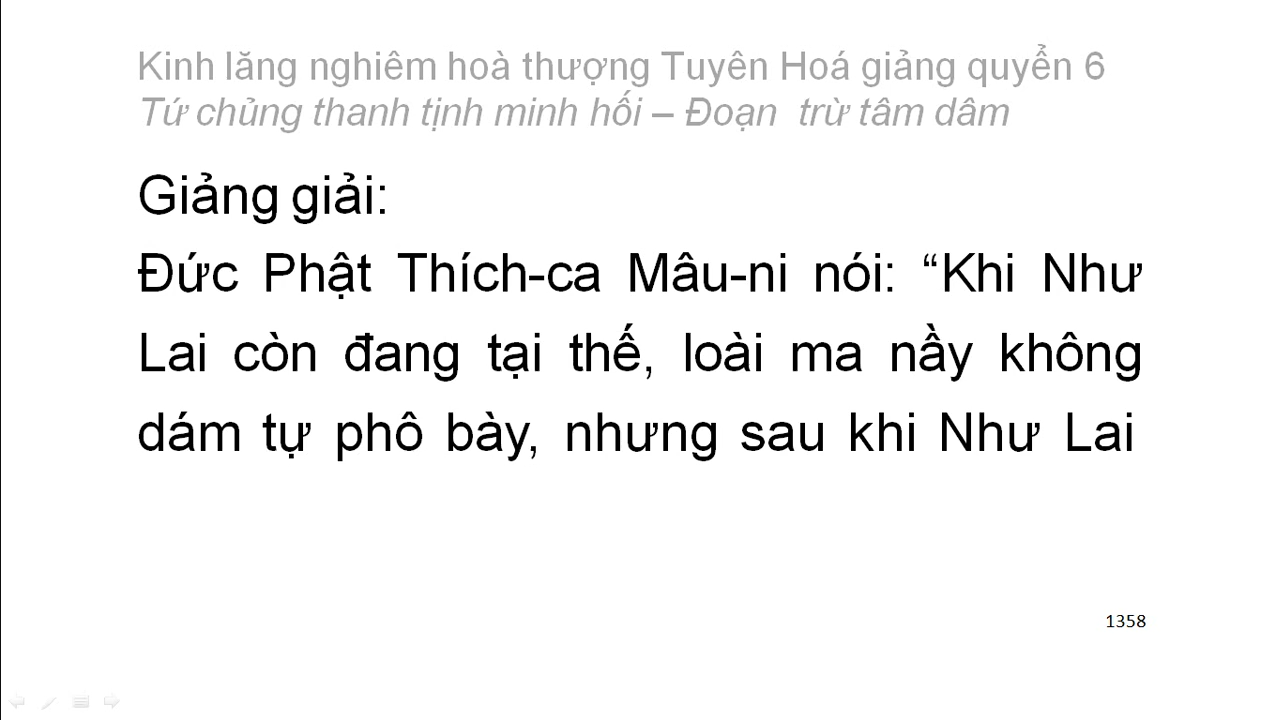 Kinh lăng nghiêm hoà thượng Tuyên Hoá giảng quyển 6
Tứ chủng thanh tịnh minh hối – Đoạn  trừ tâm dâm
Giảng giải:
Đức Phật Thích-ca Mâu-ni nói: “Khi Như
Lai còn đang tại thế, loài ma nầy không
dám tự phô bày, nhưng sau khi Như Lai
1358